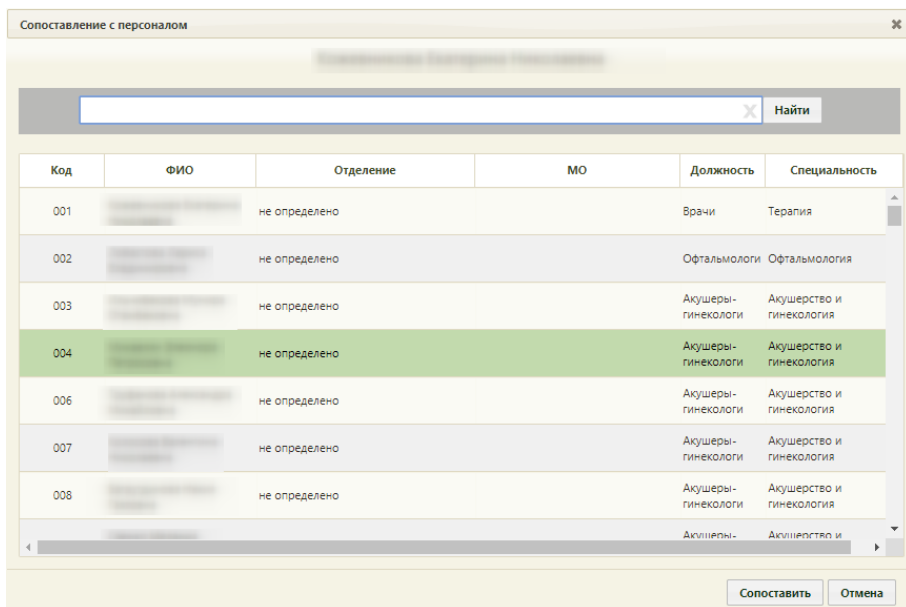 Сопоставление с персоналом
Найти
Код ФИО Отделение МО Должность Специальность
001 не определено Врачи Терапия
002 не определено Офтальмологи Офтальмология
003 не определено Акушеры- Акушерство и
гинекологи гинекология
004 не определено Акушеры- Акушерство и
гинекологи гинекология
006 не определено Акушеры- Акушерство и
гинекологи гинекология
007 не определено Акушеры- Акушерство и
гинекологи гинекология
008 не определено Акушеры- Акушерство и
гинекологи гинекология
Акушеры- Акушерство и
Сопоставить Отмена